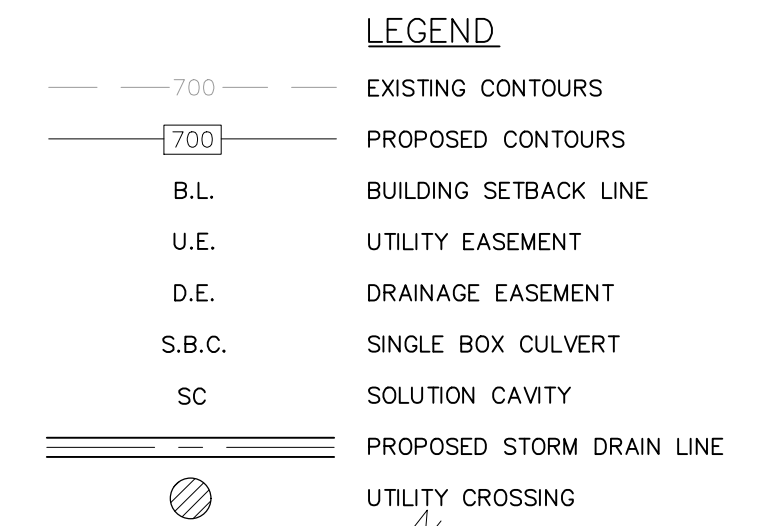 LEGEND
700 EXISTING CONTOURS
700 PROPOSED CONTOURS
B.L. BUILDING SETBACK LINE
U.E. UTILITY EASEMENT
D.E. DRAINAGE EASEMENT
S.B.C. SINGLE BOX CULVERT
SC SOLUTION CAVITY
PROPOSED STORM DRAIN LINE
UTILITY CROSSING